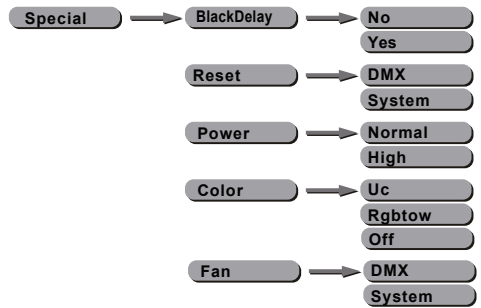 Special BlackDelay No
Yes
Reset DMX
System
Power Normal
High
Color Uc
Rgbtow
Off
Fan DMX
System